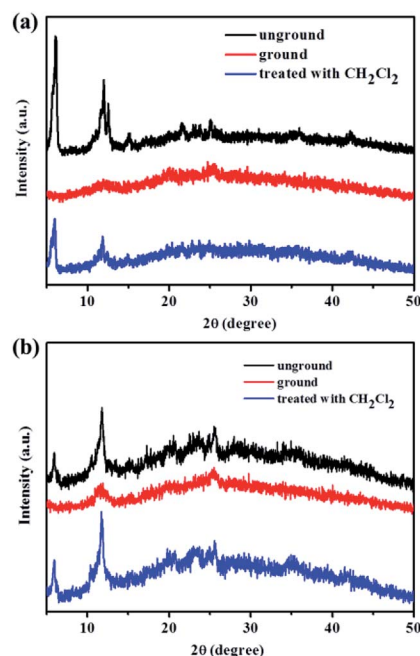 (a)
unground
ground
treated with CH2Cl2
Intensity (a.u.)
10 20 30 40 50
2θ (degree)
(b)
unground
ground
treated with CH2Cl2
Intensity (a.u.)
10 20 30 40 50
2θ (degree)